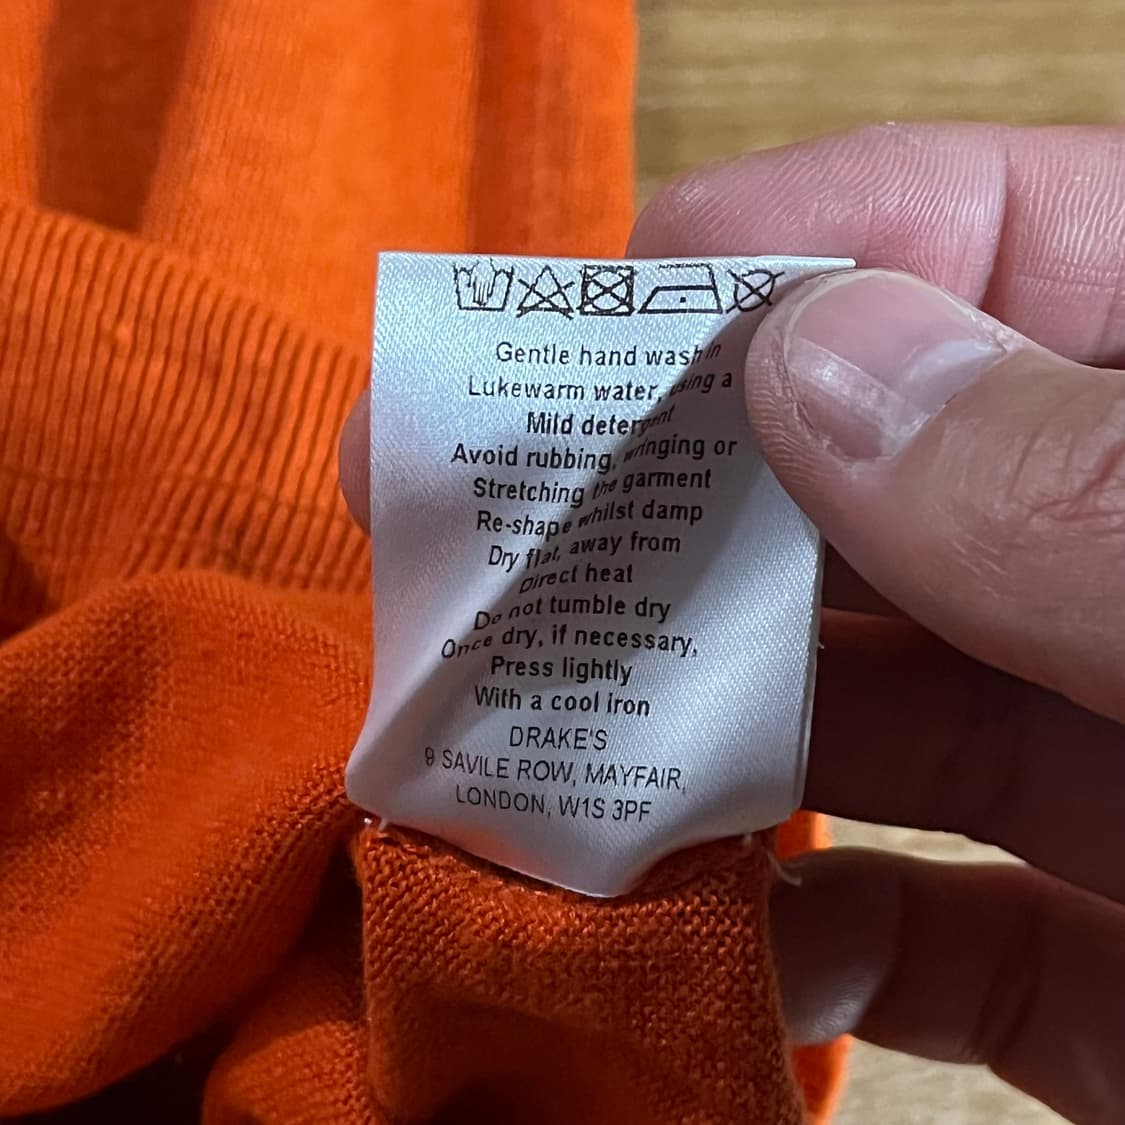 Gentle hand wash in
Lukewarm water, using a
Mild detergent
Avoid rubbing, wringing or
Stretching the garment
Re-shape whilst damp
Dry flat, away from
Direct heat
Do not tumble dry
Once dry, if necessary,
Press lightly
With a cool iron
DRAKE'S
9 SAVILE ROW, MAYFAIR,
LONDON, W1S 3PF